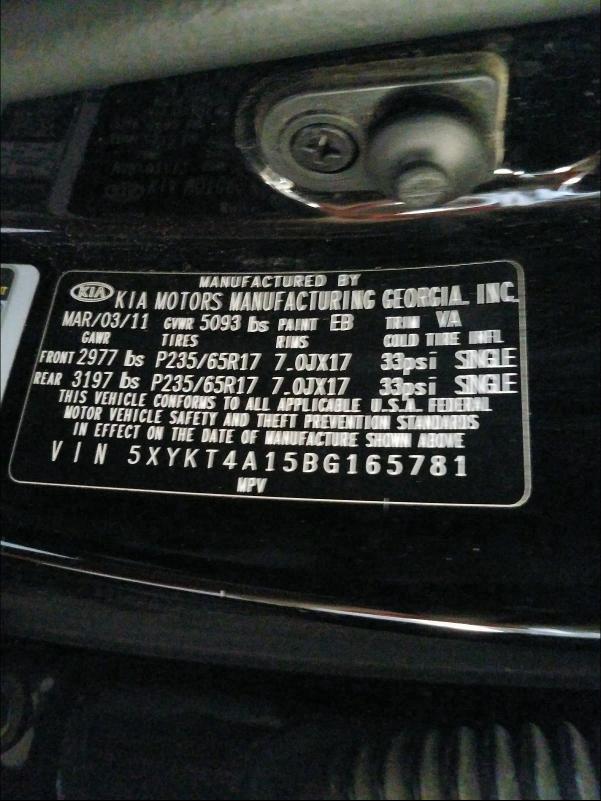 MANUFACTURED BY
KIA KIA MOTORS MANUFACTURING GEORGIA. INC.
MAR/03/11 GVWR 5093 lbs PAINT EB TRIM VA
GAWR TIRES RIMS COLD TIRE INFL
FRONT 2977 lbs P235/65R17 7.0JX17 33psi SINGLE
REAR 3197 lbs P235/65R17 7.0JX17 33psi SINGLE
THIS VEHICLE CONFORMS TO ALL APPLICABLE U.S.A. FEDERAL
MOTOR VEHICLE SAFETY AND THEFT PREVENTION STANDARDS
IN EFFECT ON THE DATE OF MANUFACTURE SHOWN ABOVE
VIN 5XYKT4A15BG165781
MPV